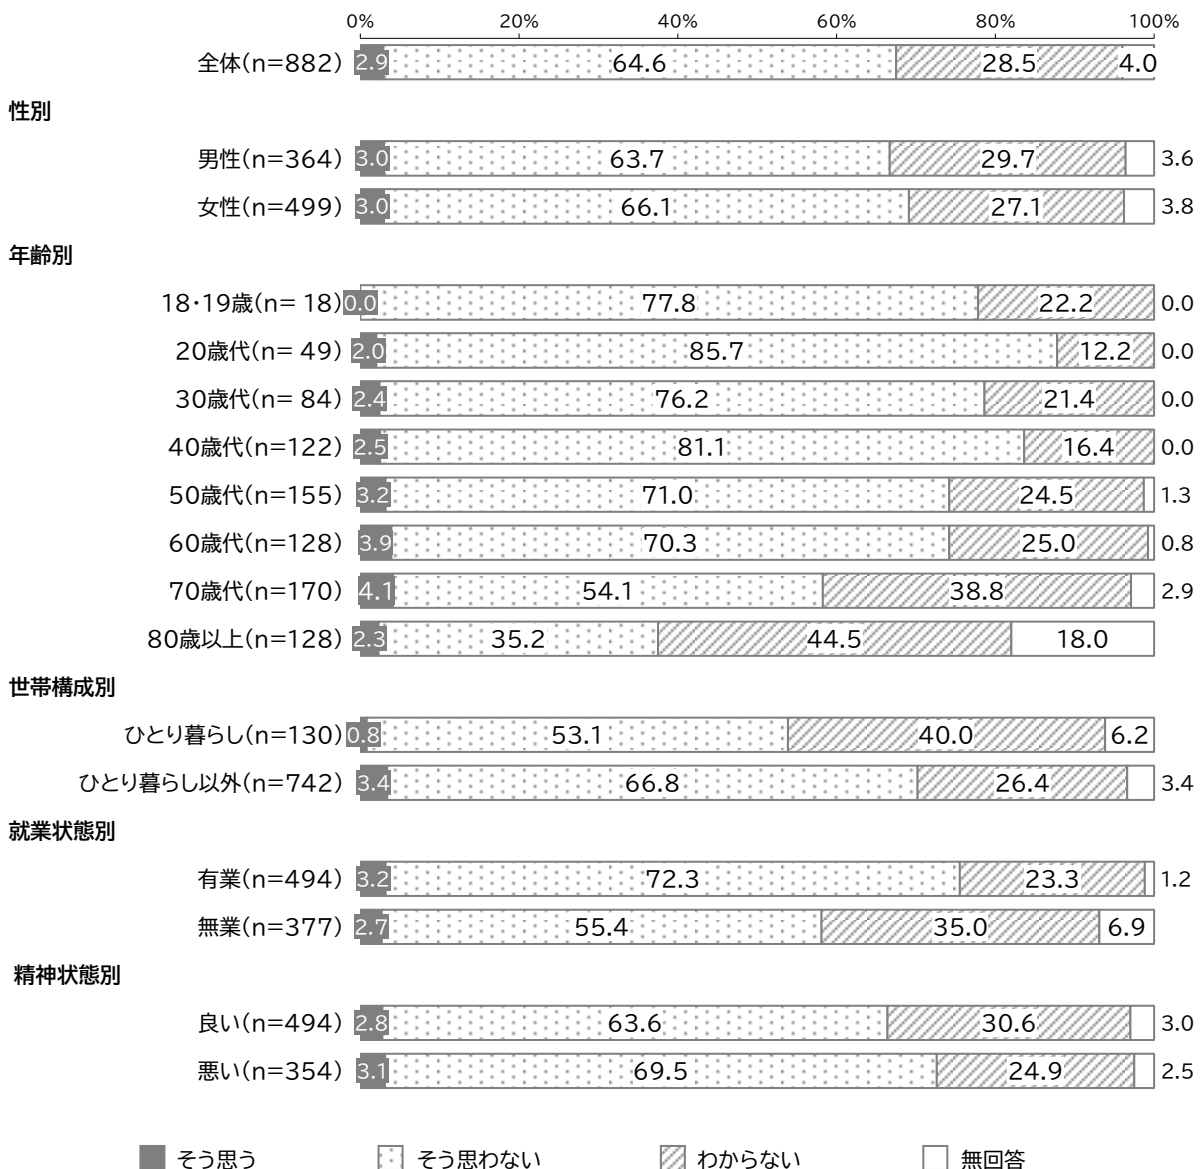 0% 20% 40% 60% 80% 100%
全体(n=882) 2.9 64.6 28.5 4.0
性別
男性(n=364) 3.0 63.7 29.7 3.6
女性(n=499) 3.0 66.1 27.1 3.8
年齢別
18・19歳(n= 18) 0.0 77.8 22.2 0.0
20歳代(n= 49) 2.0 85.7 12.2 0.0
30歳代(n= 84) 2.4 76.2 21.4 0.0
40歳代(n=122) 2.5 81.1 16.4 0.0
50歳代(n=155) 3.2 71.0 24.5 1.3
60歳代(n=128) 3.9 70.3 25.0 0.8
70歳代(n=170) 4.1 54.1 38.8 2.9
80歳以上(n=128) 2.3 35.2 44.5 18.0
世帯構成別
ひとり暮らし(n=130) 0.8 53.1 40.0 6.2
ひとり暮らし以外(n=742) 3.4 66.8 26.4 3.4
就業状態別
有業(n=494) 3.2 72.3 23.3 1.2
無業(n=377) 2.7 55.4 35.0 6.9
精神状態別
良い(n=494) 2.8 63.6 30.6 3.0
悪い(n=354) 3.1 69.5 24.9 2.5
そう思う そう思わない わからない 無回答